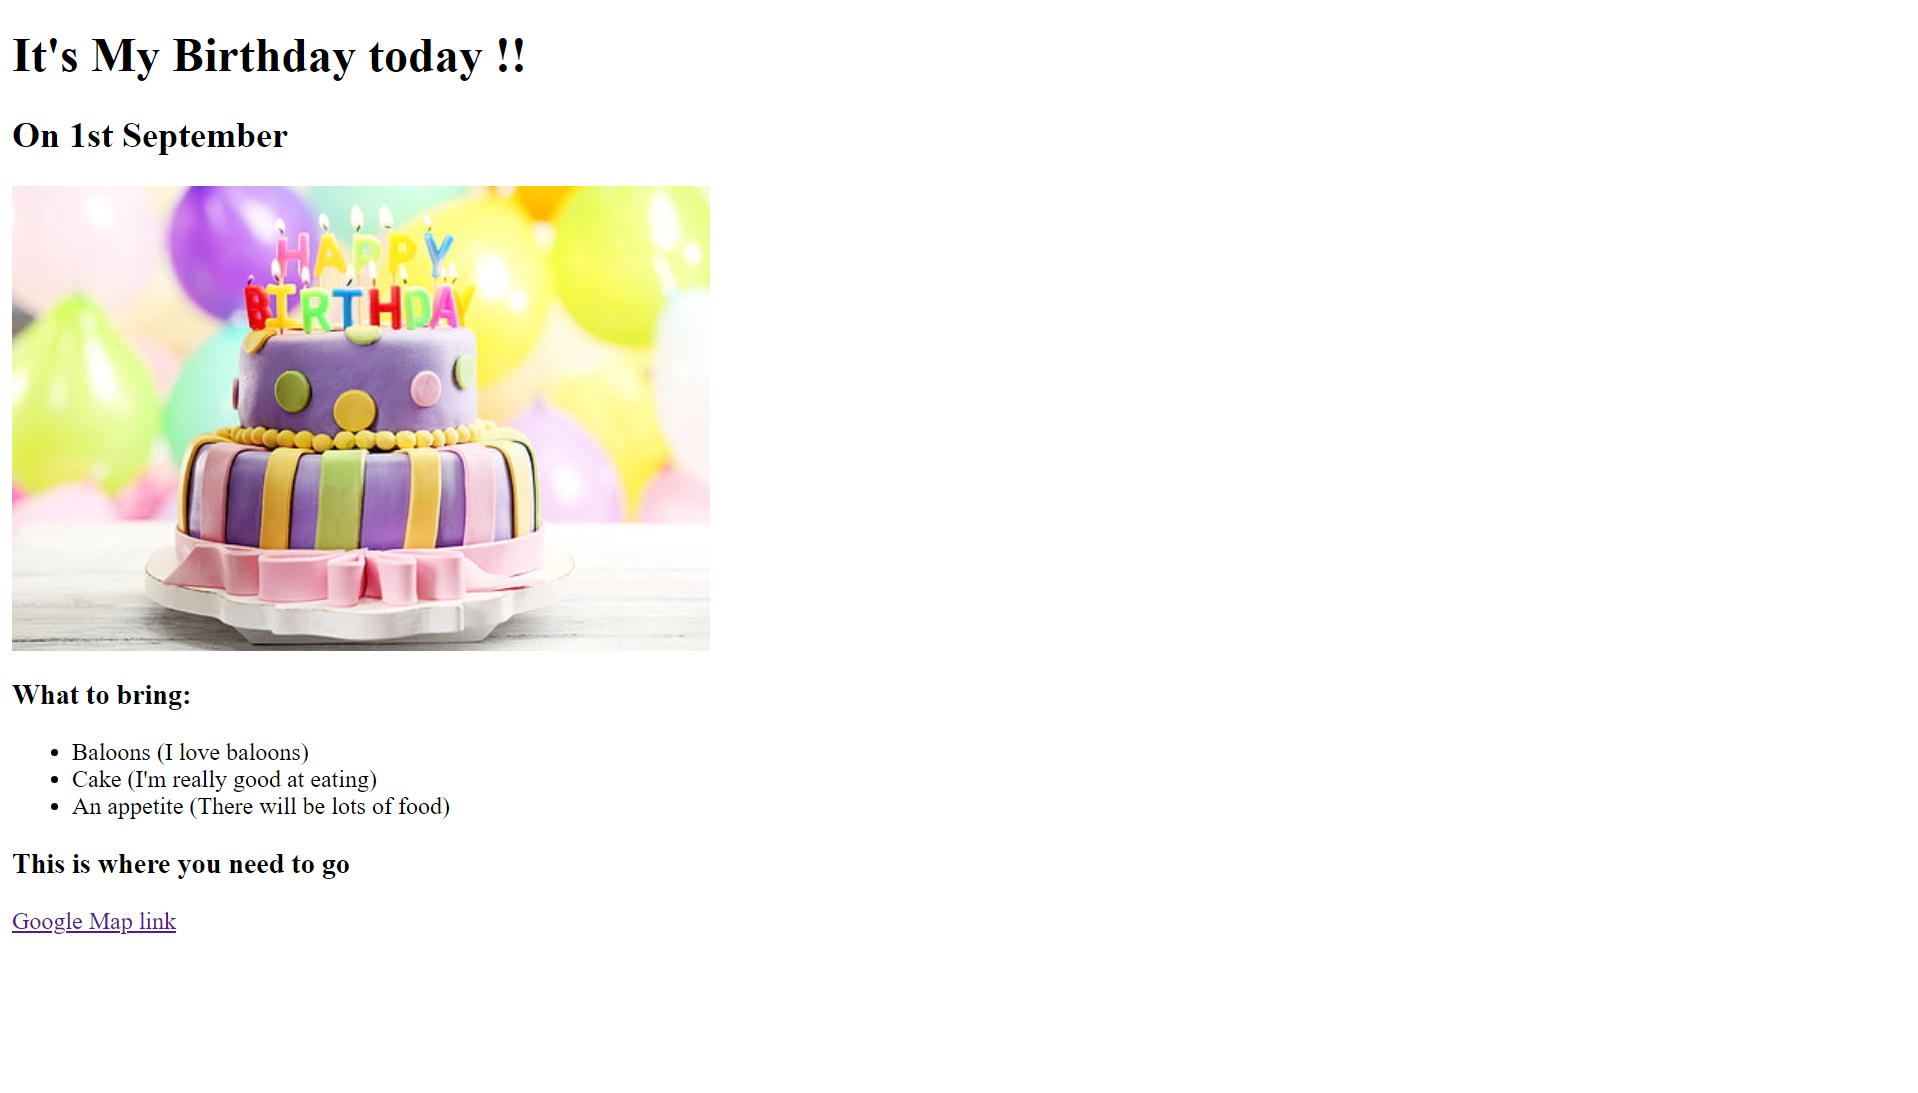 It's My Birthday today !!
On 1st September
HAPPY
BIRTHDAY
What to bring:
Baloons (I love baloons)
Cake (I'm really good at eating)
An appetite (There will be lots of food)
This is where you need to go
Google Map link